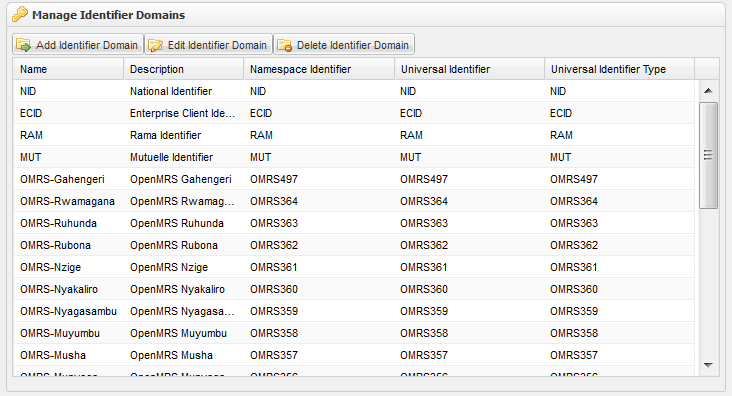 Manage Identifier Domains
Add Identifier Domain Edit Identifier Domain Delete Identifier Domain
Name Description Namespace Identifier Universal Identifier Universal Identifier Type
NID National Identifier NID NID NID
ECID Enterprise Client Ide... ECID ECID ECID
RAM Rama Identifier RAM RAM RAM
MUT Mutuelle Identifier MUT MUT MUT
OMRS-Gahengeri OpenMRS Gahengeri OMRS497 OMRS497 OMRS497
OMRS-Rwamagana OpenMRS Rwamag... OMRS364 OMRS364 OMRS364
OMRS-Ruhunda OpenMRS Ruhunda OMRS363 OMRS363 OMRS363
OMRS-Rubona OpenMRS Rubona OMRS362 OMRS362 OMRS362
OMRS-Nzige OpenMRS Nzige OMRS361 OMRS361 OMRS361
OMRS-Nyakaliro OpenMRS Nyakaliro OMRS360 OMRS360 OMRS360
OMRS-Nyagasambu OpenMRS Nyagasa... OMRS359 OMRS359 OMRS359
OMRS-Muyumbu OpenMRS Muyumbu OMRS358 OMRS358 OMRS358
OMRS-Musha OpenMRS Musha OMRS357 OMRS357 OMRS357
OpenMRS OMRS356 OMRS356 OMRS356